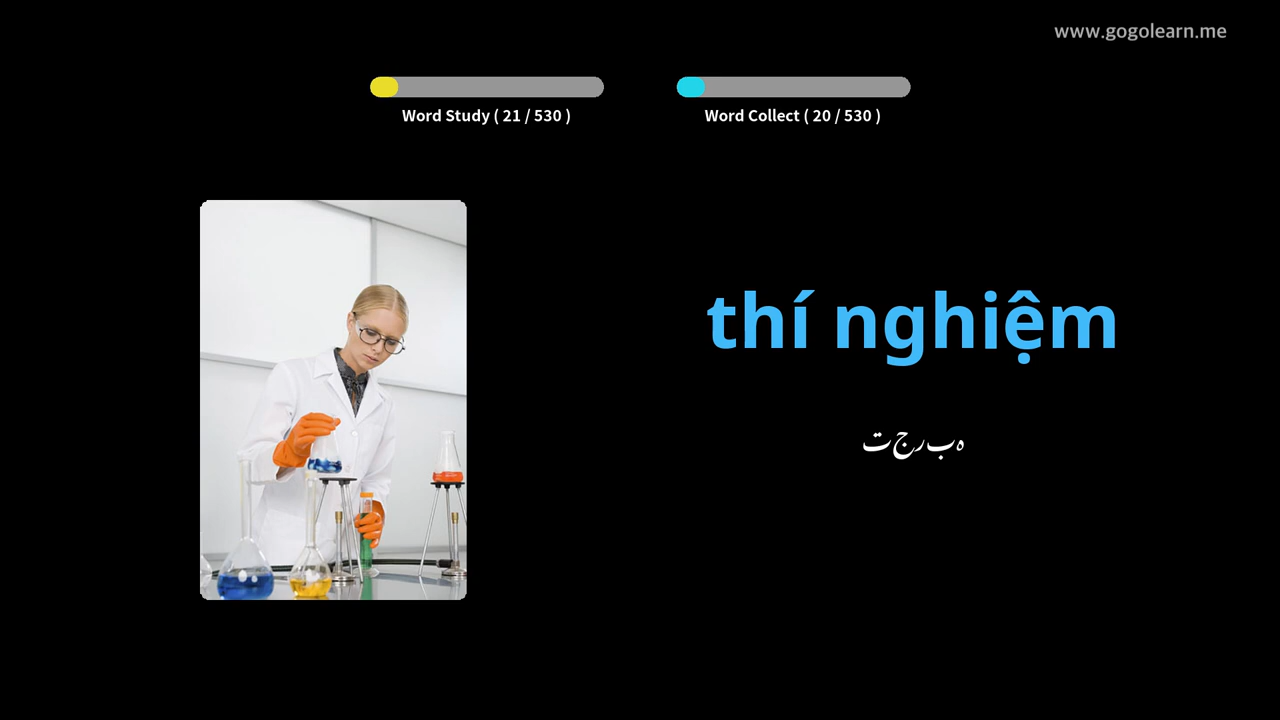 www.gogolearn.me
Word Study ( 21 / 530 )
Word Collect ( 20 / 530 )
thí nghiệm
تجربہ